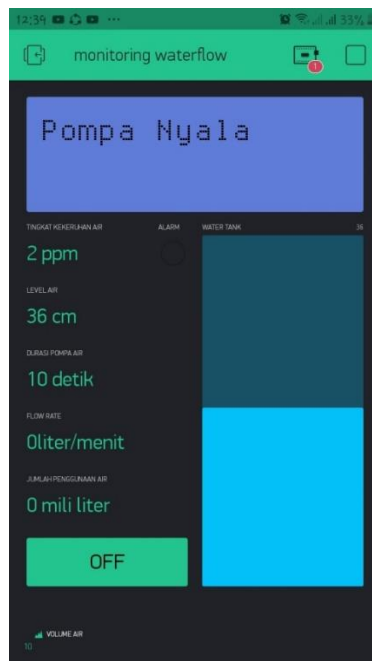 12:39
33%
monitoring waterflow
1
Pompa Nyala
TINGKAT KEKERUHAN AIR
ALARM
WATER TANK
36
2 ppm
LEVEL AIR
36 cm
DURASI POMPA AIR
10 detik
FLOW RATE
0liter/menit
JUMLAH PENGGUNAAN AIR
0 mili liter
OFF
VOLUME AIR
10